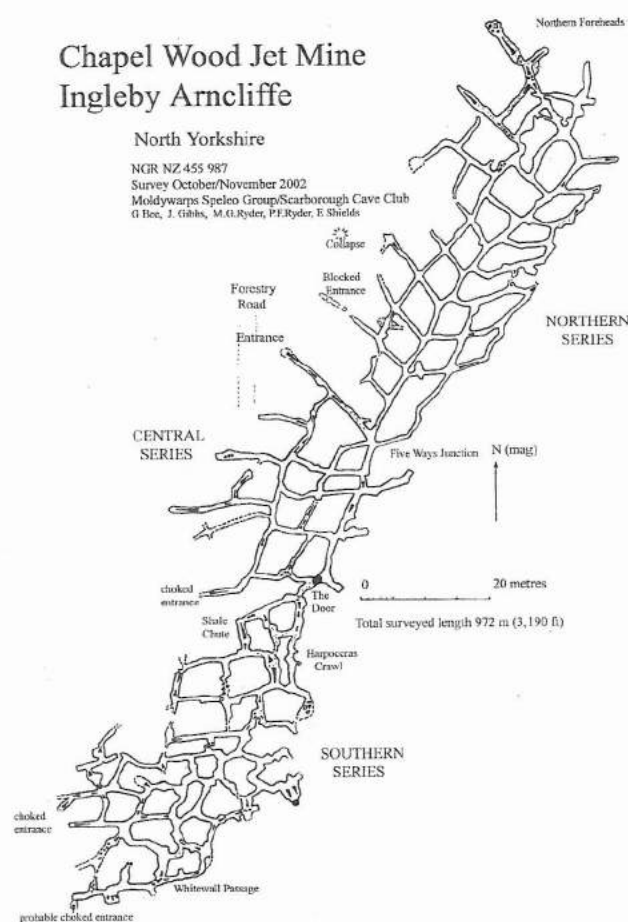 Northern Foreheads
Chapel Wood Jet Mine
Ingleby Arncliffe
North Yorkshire
NGR NZ 455 987
Survey October/November 2002
Moldywarps Speleo Group/Scarborough Cave Club
G Bee, J. Gibbs, M.G.Ryder, P.F.Ryder, E Shields
Collapse
Blocked
Entrance
Forestry
Road
Entrance
NORTHERN
SERIES
CENTRAL
SERIES
Five Ways Junction
N (mag)
choked
entrance
The
Door
0
20 metres
Total surveyed length 972 m (3,190 ft)
Shale
Chute
Harpoceras
Crawl
SOUTHERN
SERIES
choked
entrance
Whitewall Passage
probable choked entrance